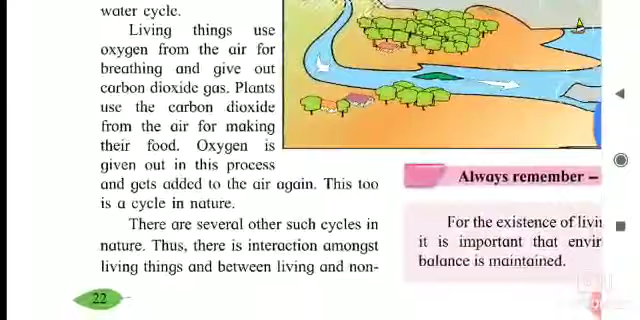 water cycle.
Living things use
oxygen from the air for
breathing and give out
carbon dioxide gas. Plants
use the carbon dioxide
from the air for making
their food. Oxygen is
given out in this process
and gets added to the air again. This too
is a cycle in nature.
There are several other such cycles in
nature. Thus, there is interaction amongst
living things and between living and non-
22
Always remember –
For the existence of
it is important that
balance is maintained.